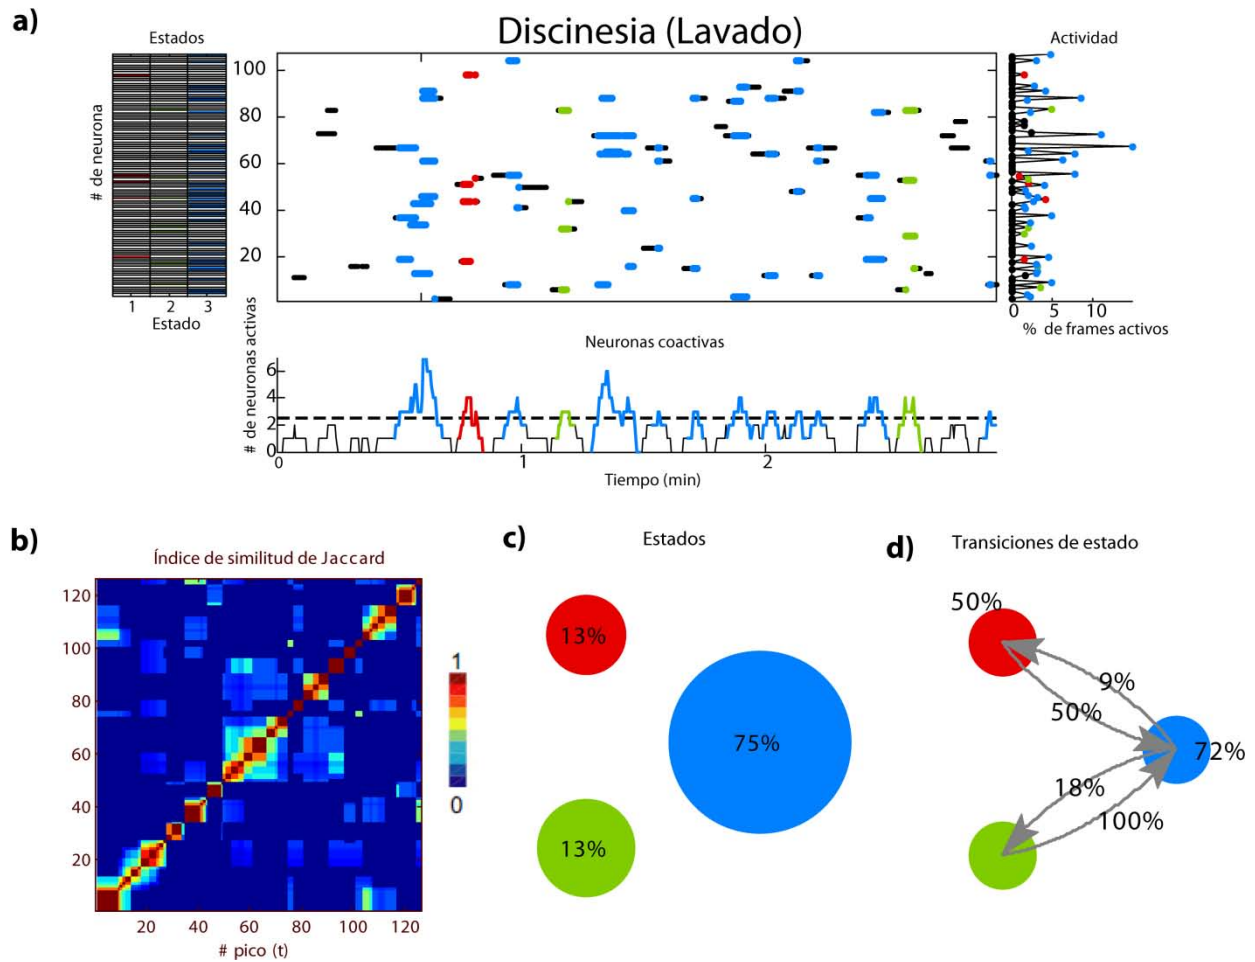 a)
Discinesia (Lavado)
Estados
Actividad
# de neurona
100
80
60
40
20
1 2 3
Estado
0 5 10
% de frames activos
Neuronas coactivas
# de neuronas activas
6
4
2
0
0 1 2
Tiempo (min)
b)
Índice de similitud de Jaccard
120
100
80
60
40
20
20 40 60 80 100 120
# pico (t)
1
0
c)
Estados
13%
75%
13%
d)
Transiciones de estado
50%
9%
50%
72%
18%
100%